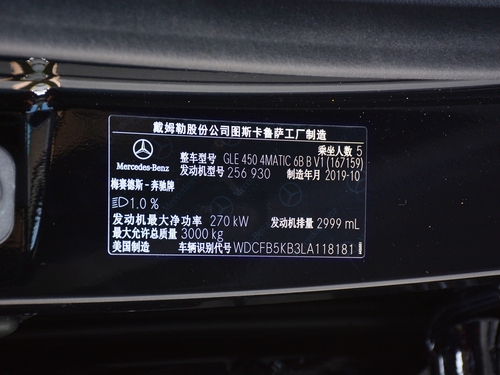 戴姆勒股份公司图斯卡鲁萨工厂制造
乘坐人数 5
Mercedes-Benz
整车型号 GLE 450 4MATIC 6B B V1 (167159)
发动机型号 256 930 制造年月 2019-10
梅赛德斯 - 奔驰牌
1.0 %
发动机最大净功率 270 kW 发动机排量 2999 mL
最大允许总质量 3000 kg
美国制造 车辆识别代号 WDCFB5KB3LA118181